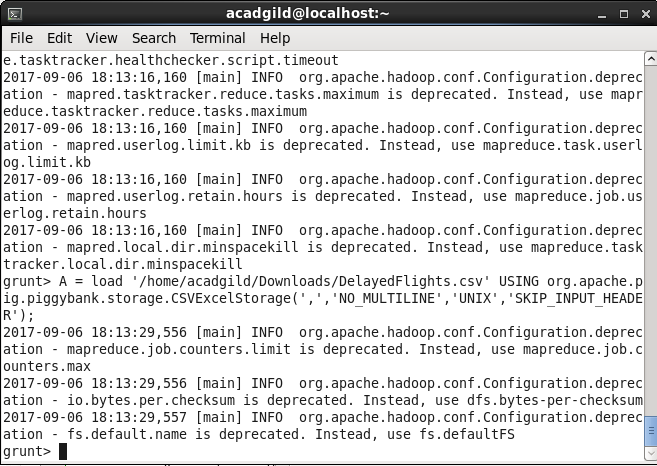 acadgild@localhost:~
File Edit View Search Terminal Help
e.tasktracker.healthchecker.script.timeout
2017-09-06 18:13:16,160 [main] INFO  org.apache.hadoop.conf.Configuration.deprec
ation - mapred.tasktracker.reduce.tasks.maximum is deprecated. Instead, use mapr
educe.tasktracker.reduce.tasks.maximum
2017-09-06 18:13:16,160 [main] INFO  org.apache.hadoop.conf.Configuration.deprec
ation - mapred.userlog.limit.kb is deprecated. Instead, use mapreduce.task.userl
og.limit.kb
2017-09-06 18:13:16,160 [main] INFO  org.apache.hadoop.conf.Configuration.deprec
ation - mapred.userlog.retain.hours is deprecated. Instead, use mapreduce.job.us
erlog.retain.hours
2017-09-06 18:13:16,160 [main] INFO  org.apache.hadoop.conf.Configuration.deprec
ation - mapred.local.dir.minspacekill is deprecated. Instead, use mapreduce.task
tracker.local.dir.minspacekill
grunt> A = load '/home/acadgild/Downloads/DelayedFlights.csv' USING org.apache.p
ig.piggybank.storage.CSVExcelStorage(',','NO_MULTILINE','UNIX','SKIP_INPUT_HEADE
R');
2017-09-06 18:13:29,556 [main] INFO  org.apache.hadoop.conf.Configuration.deprec
ation - mapreduce.job.counters.limit is deprecated. Instead, use mapreduce.job.c
ounters.max
2017-09-06 18:13:29,556 [main] INFO  org.apache.hadoop.conf.Configuration.deprec
ation - io.bytes.per.checksum is deprecated. Instead, use dfs.bytes-per-checksum
2017-09-06 18:13:29,557 [main] INFO  org.apache.hadoop.conf.Configuration.deprec
ation - fs.default.name is deprecated. Instead, use fs.defaultFS
grunt>